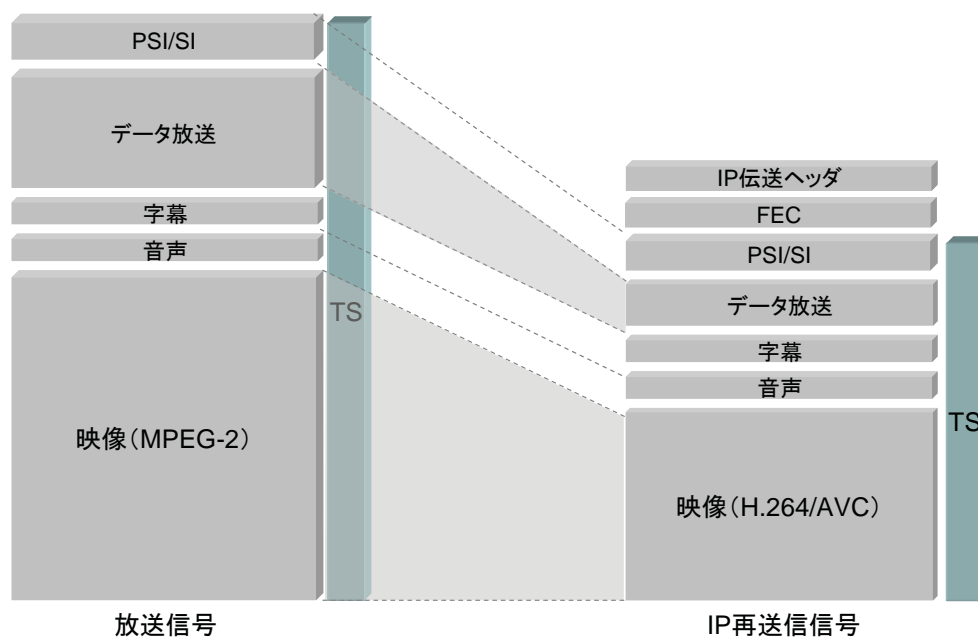 PSI/SI
データ放送
字幕
音声
TS
映像（MPEG-2）
放送信号
IP伝送ヘッダ
FEC
PSI/SI
データ放送
字幕
音声
TS
映像（H.264/AVC）
IP再送信信号